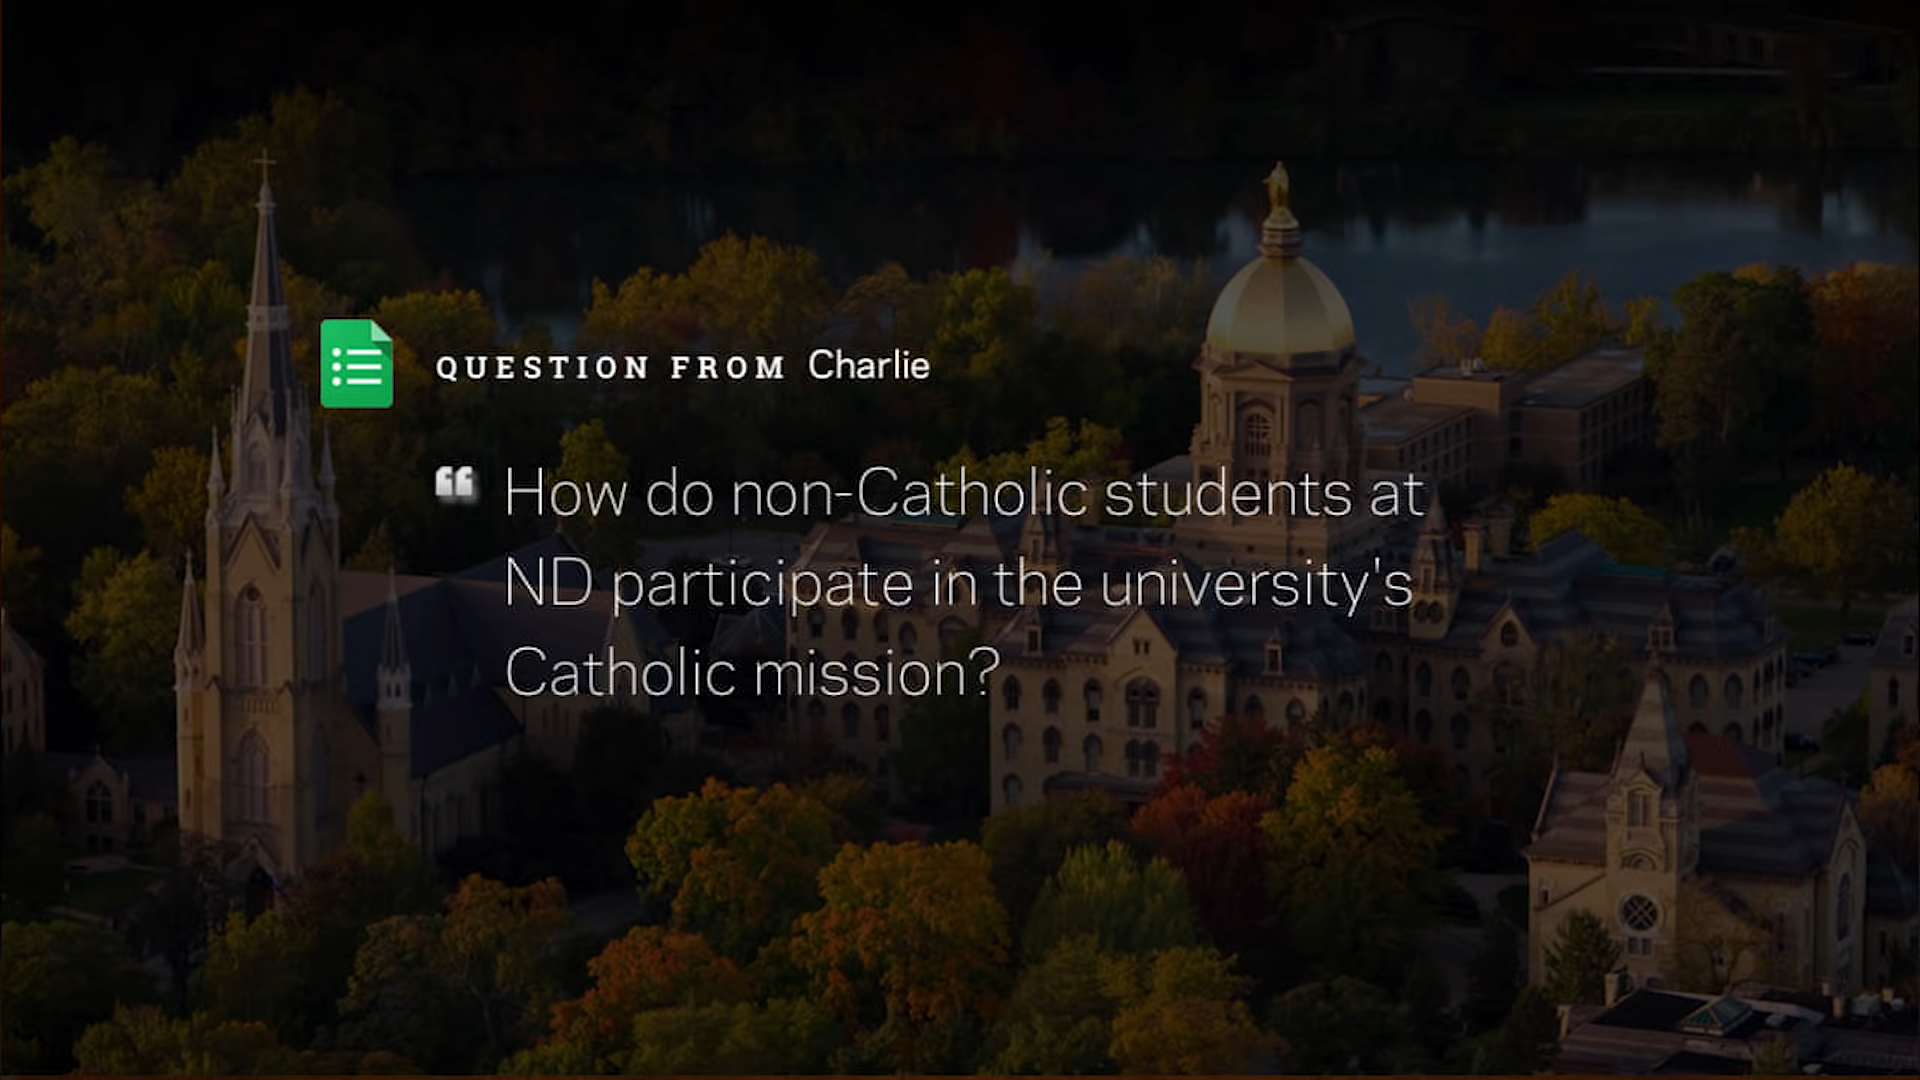 QUESTION FROM Charlie
“ How do non-Catholic students at
ND participate in the university's
Catholic mission?